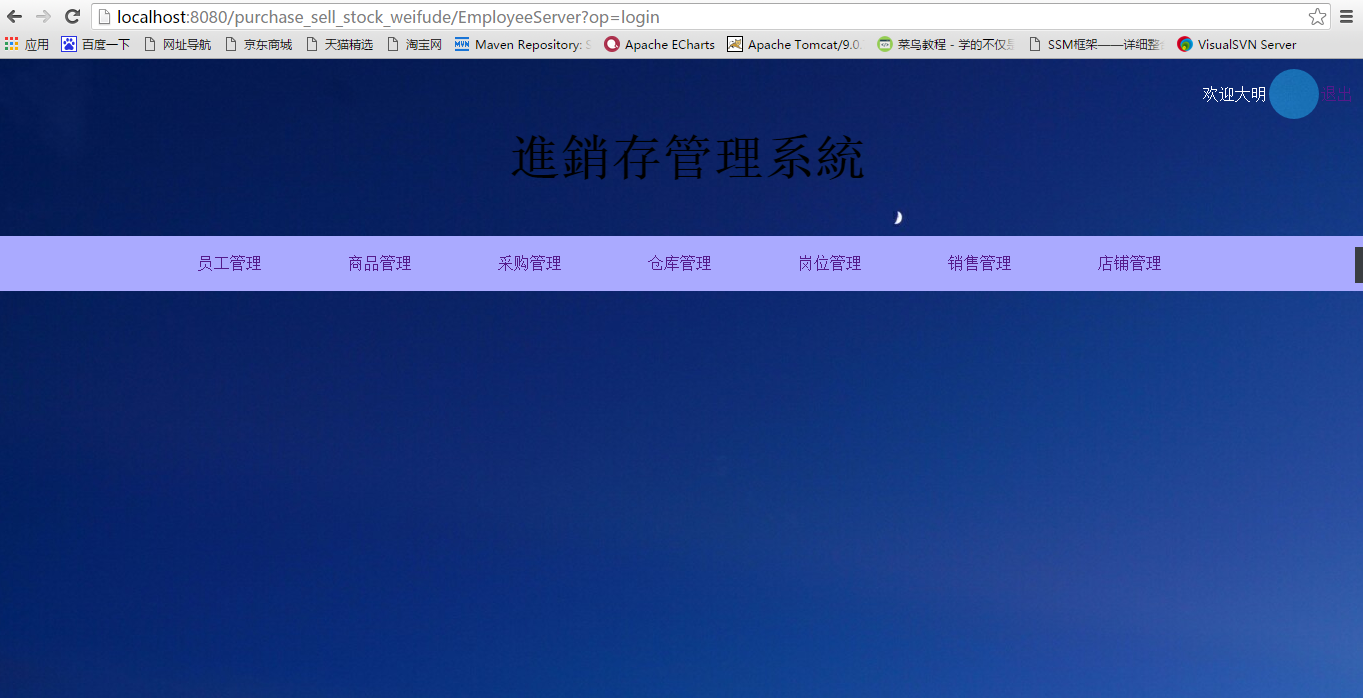 localhost:8080/purchase_sell_stock_weifude/EmployeeServer?op=login
应用 百度一下 网址导航 京东商城 天猫精选 淘宝网 Maven Repository: S Apache ECharts Apache Tomcat/9.0. 菜鸟教程 - 学的不仅是 SSM框架——详细整合 VisualSVN Server
欢迎大明 退出
進銷存管理系統
员工管理 商品管理 采购管理 仓库管理 岗位管理 销售管理 店铺管理